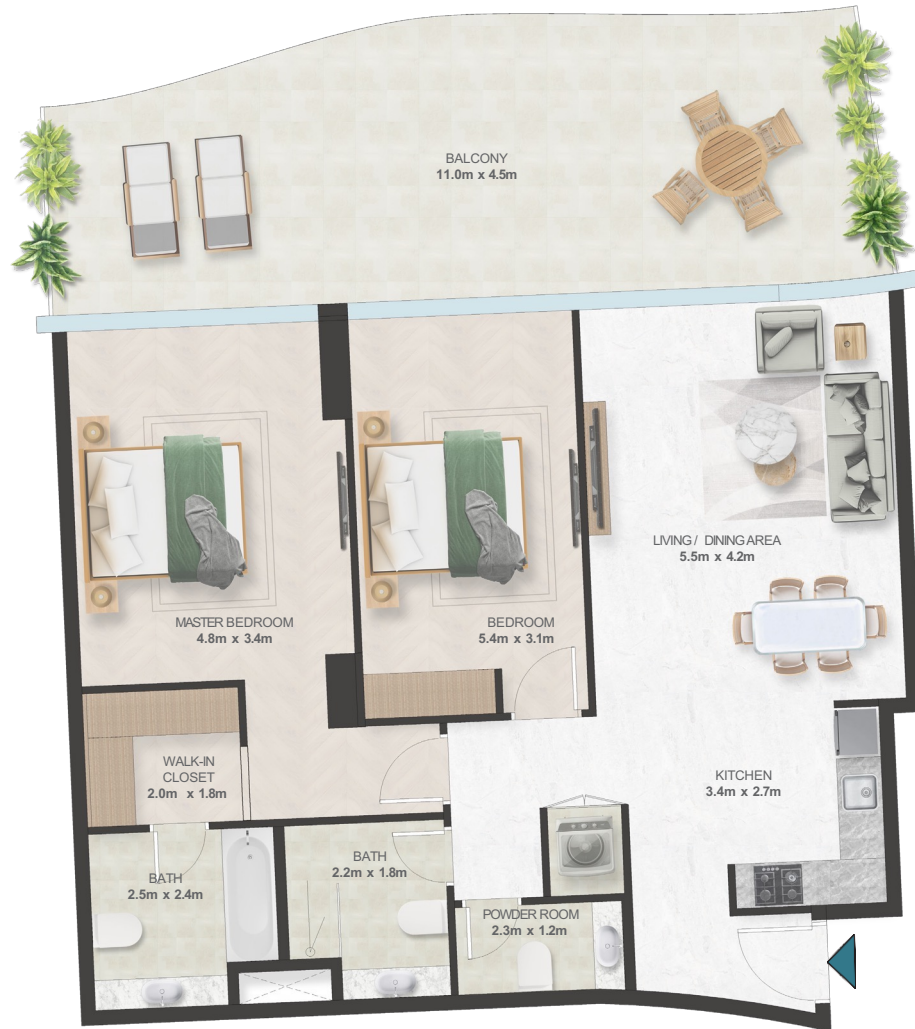 BALCONY
11.0m x 4.5m
LIVING / DINING AREA
5.5m x 4.2m
MASTER BEDROOM
4.8m x 3.4m
BEDROOM
5.4m x 3.1m
WALK-IN
CLOSET
2.0m x 1.8m
KITCHEN
3.4m x 2.7m
BATH
2.5m x 2.4m
BATH
2.2m x 1.8m
POWDER ROOM
2.3m x 1.2m